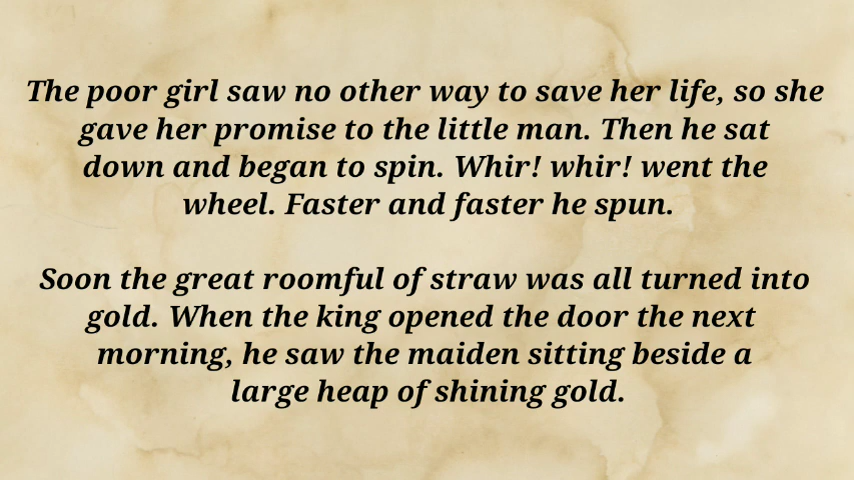 The poor girl saw no other way to save her life, so she
gave her promise to the little man. Then he sat
down and began to spin. Whir! whir! went the
wheel. Faster and faster he spun.
Soon the great roomful of straw was all turned into
gold. When the king opened the door the next
morning, he saw the maiden sitting beside a
large heap of shining gold.